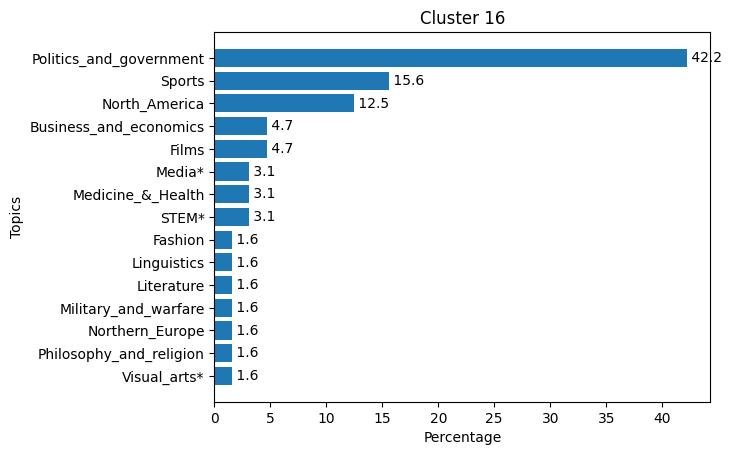 Cluster 16
Politics_and_government 42.2
Sports 15.6
North_America 12.5
Business_and_economics 4.7
Films 4.7
Media* 3.1
Medicine_&_Health 3.1
STEM* 3.1
Fashion 1.6
Linguistics 1.6
Literature 1.6
Military_and_warfare 1.6
Northern_Europe 1.6
Philosophy_and_religion 1.6
Visual_arts* 1.6
Topics
0 5 10 15 20 25 30 35 40
Percentage